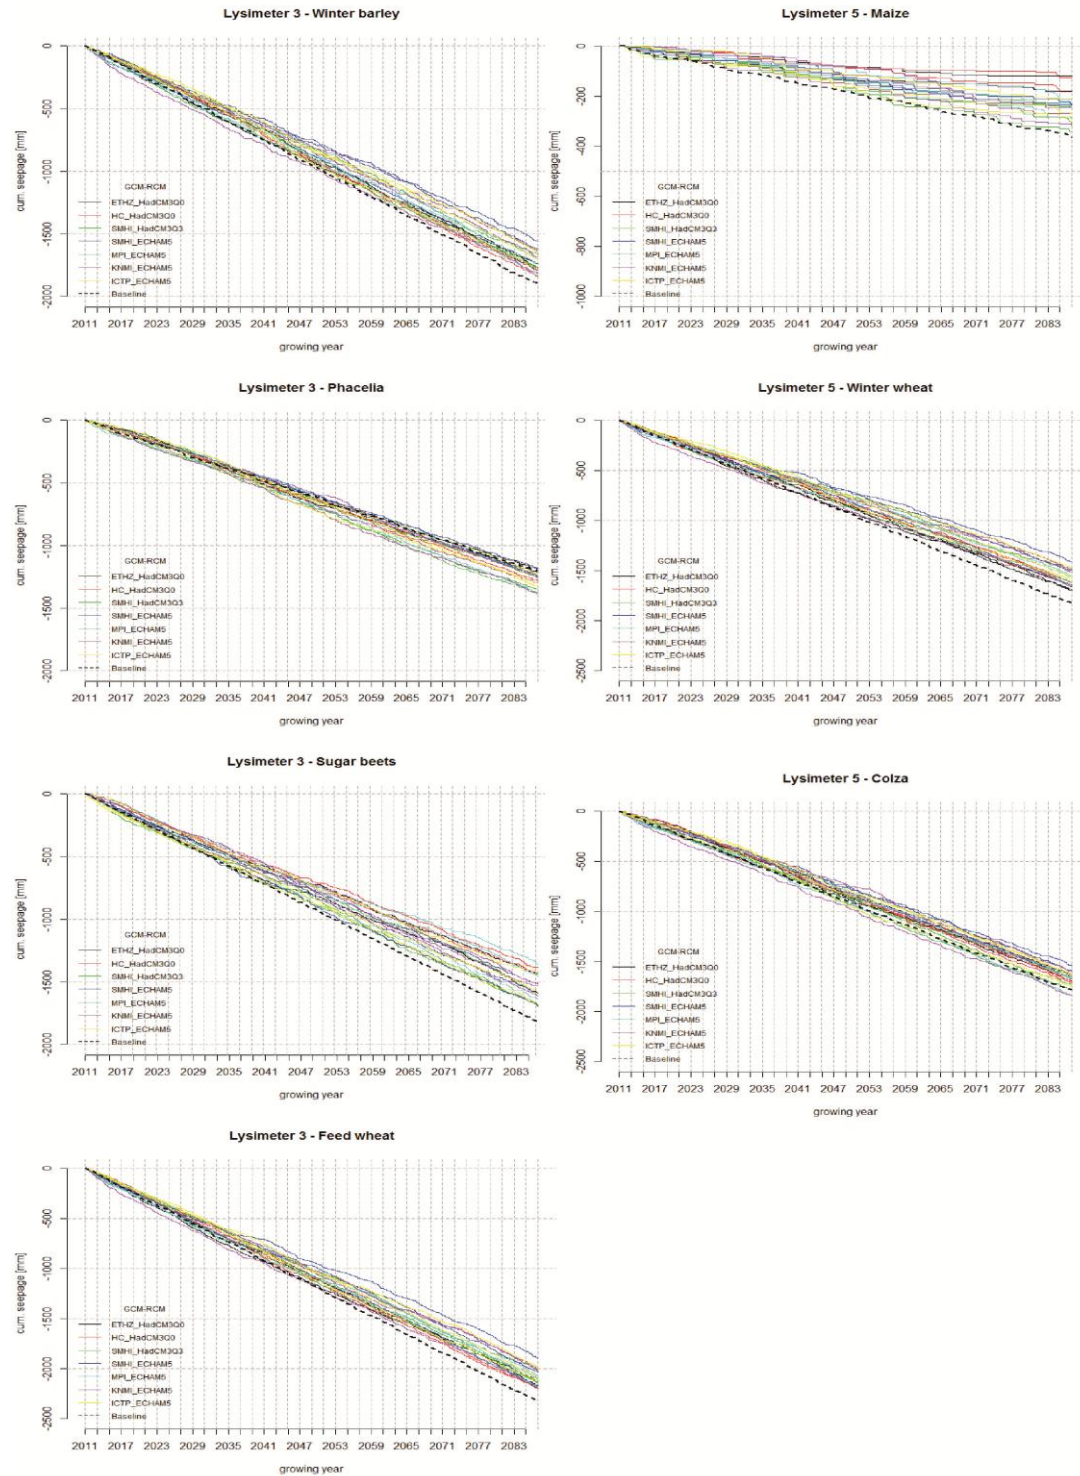 Lysimeter 3 - Winter barley
cum. seepage [mm]
0
-500
-1000
-1500
-2000
GCM-RCM
ETHZ_HadCM3Q0
HC_HadCM3Q0
SMHI_HadCM3Q3
SMHI_ECHAM5
MPI_ECHAM5
KNMI_ECHAM5
ICTP_ECHAM5
Baseline
2011 2017 2023 2029 2035 2041 2047 2053 2059 2065 2071 2077 2083
growing year
Lysimeter 5 - Maize
cum. seepage [mm]
0
-200
-400
-600
-800
-1000
GCM-RCM
ETHZ_HadCM3Q0
HC_HadCM3Q0
SMHI_HadCM3Q3
SMHI_ECHAM5
MPI_ECHAM5
KNMI_ECHAM5
ICTP_ECHAM5
Baseline
2011 2017 2023 2029 2035 2041 2047 2053 2059 2065 2071 2077 2083
growing year
Lysimeter 3 - Phacelia
cum. seepage [mm]
0
-500
-1000
-1500
-2000
GCM-RCM
ETHZ_HadCM3Q0
HC_HadCM3Q0
SMHI_HadCM3Q3
SMHI_ECHAM5
MPI_ECHAM5
KNMI_ECHAM5
ICTP_ECHAM5
Baseline
2011 2017 2023 2029 2035 2041 2047 2053 2059 2065 2071 2077 2083
growing year
Lysimeter 5 - Winter wheat
cum. seepage [mm]
0
-500
-1000
-1500
-2000
-2500
GCM-RCM
ETHZ_HadCM3Q0
HC_HadCM3Q0
SMHI_HadCM3Q3
SMHI_ECHAM5
MPI_ECHAM5
KNMI_ECHAM5
ICTP_ECHAM5
Baseline
2011 2017 2023 2029 2035 2041 2047 2053 2059 2065 2071 2077 2083
growing year
Lysimeter 3 - Sugar beets
cum. seepage [mm]
0
-500
-1000
-1500
-2000
GCM-RCM
ETHZ_HadCM3Q0
HC_HadCM3Q0
SMHI_HadCM3Q3
SMHI_ECHAM5
MPI_ECHAM5
KNMI_ECHAM5
ICTP_ECHAM5
Baseline
2011 2017 2023 2029 2035 2041 2047 2053 2059 2065 2071 2077 2083
growing year
Lysimeter 5 - Colza
cum. seepage [mm]
0
-500
-1000
-1500
-2000
-2500
GCM-RCM
ETHZ_HadCM3Q0
HC_HadCM3Q0
SMHI_HadCM3Q3
SMHI_ECHAM5
MPI_ECHAM5
KNMI_ECHAM5
ICTP_ECHAM5
Baseline
2011 2017 2023 2029 2035 2041 2047 2053 2059 2065 2071 2077 2083
growing year
Lysimeter 3 - Feed wheat
cum. seepage [mm]
0
-500
-1000
-1500
-2000
-2500
GCM-RCM
ETHZ_HadCM3Q0
HC_HadCM3Q0
SMHI_HadCM3Q3
SMHI_ECHAM5
MPI_ECHAM5
KNMI_ECHAM5
ICTP_ECHAM5
Baseline
2011 2017 2023 2029 2035 2041 2047 2053 2059 2065 2071 2077 2083
growing year